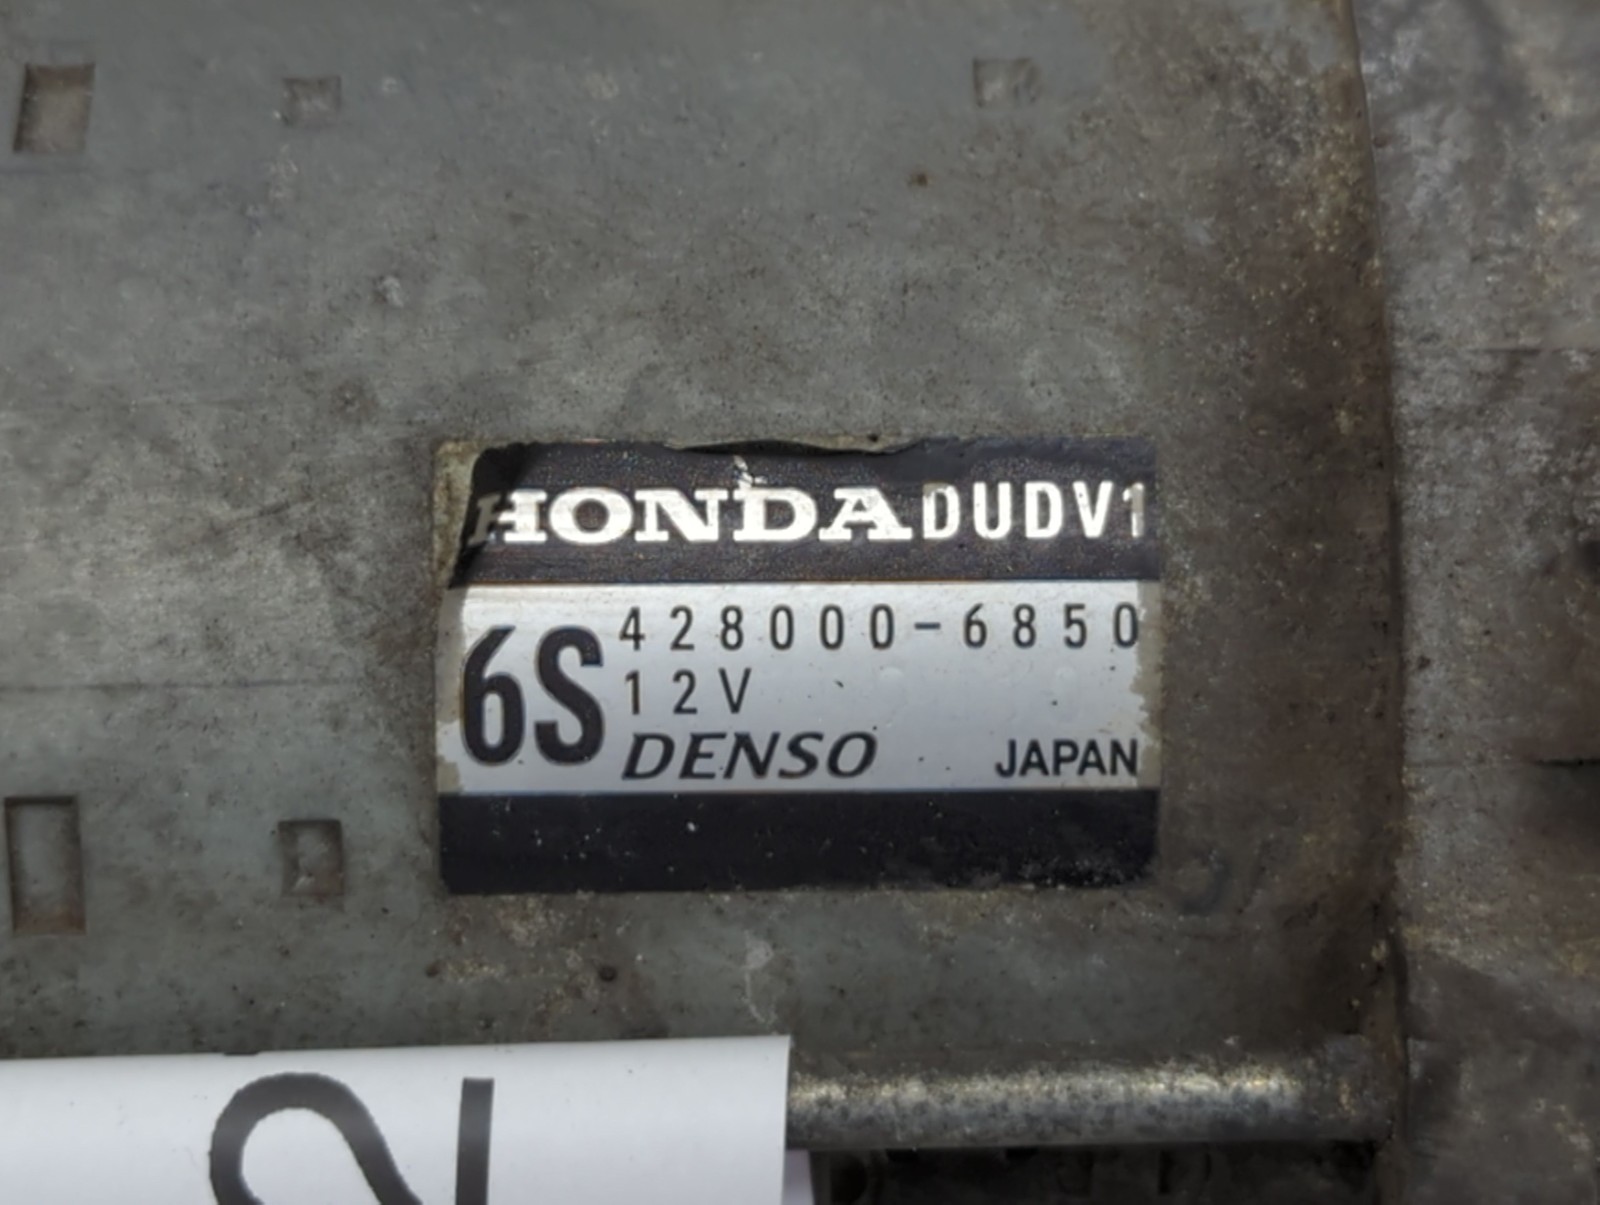 HONDA DUDV1
6S
428000-6850
12V
DENSO JAPAN